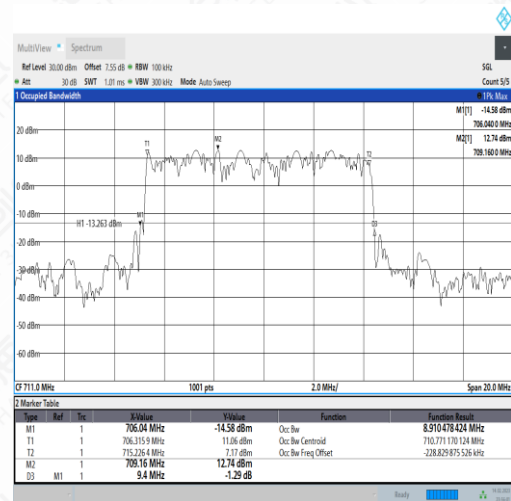 MultiView Spectrum
Ref Level 30.00 dBm Offset 7.55 dB RBW 100 kHz SGL
Att 30 dB SWT 1.01 ms VBW 300 kHz Mode Auto Sweep Count 5/5
1 Occupied Bandwidth 1Pk Max
M1[1] -14.58 dBm
706.040 0 MHz
M2[1] 12.74 dBm
709.160 0 MHz
20 dBm
T1 M2 T2
10 dBm
0 dBm
-10 dBm
M1
H1 -13.263 dBm
D3
-20 dBm
-30 dBm
-40 dBm
-50 dBm
-60 dBm
CF 711.0 MHz 1001 pts 2.0 MHz/ Span 20.0 MHz
2 Marker Table
Type Ref Trc X-Value Y-Value Function Function Result
M1 1 706.04 MHz -14.58 dBm Occ Bw 8.910 478 424 MHz
T1 1 706.315 9 MHz 11.06 dBm Occ Bw Centroid 710.771 170 124 MHz
T2 1 715.226 4 MHz 7.17 dBm Occ Bw Freq Offset -228.829 875 526 kHz
M2 1 709.16 MHz 12.74 dBm
D3 M1 1 9.4 MHz -1.29 dB
Ready